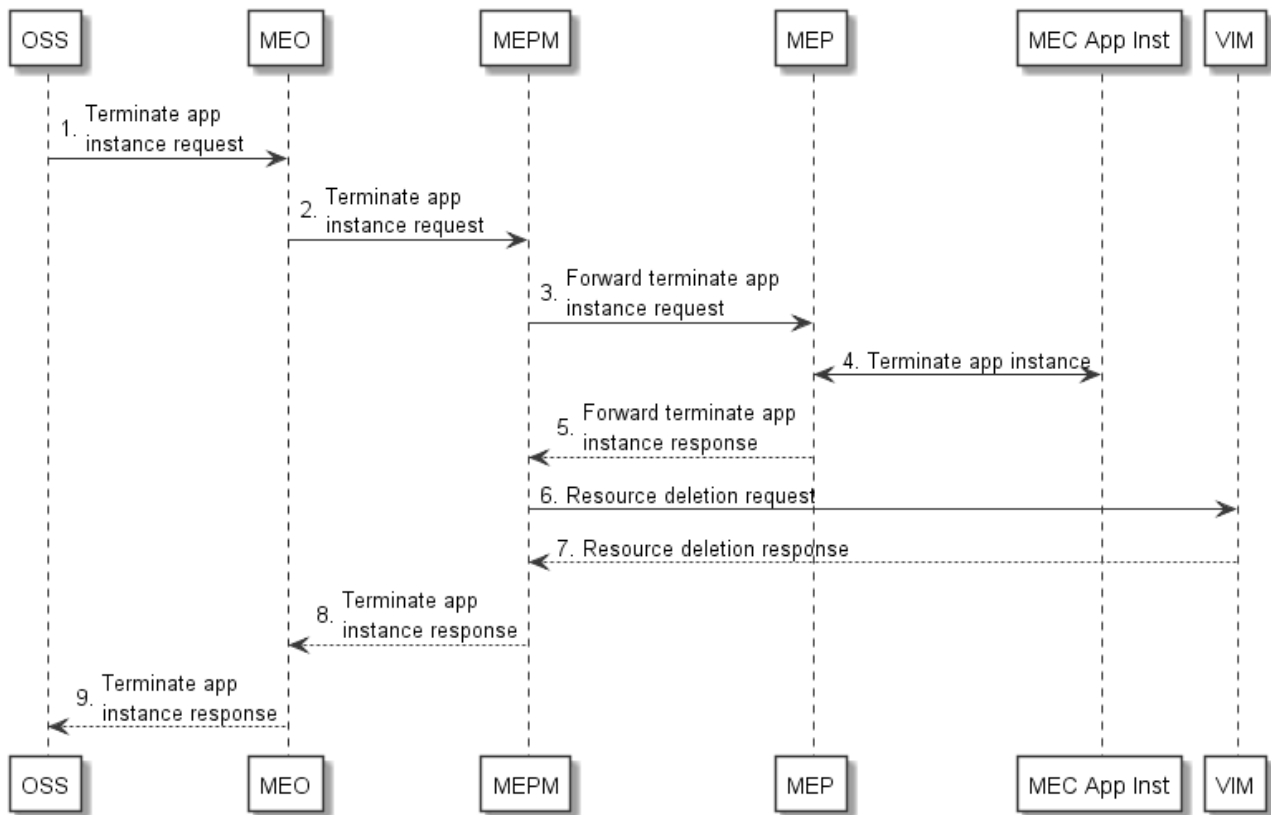 OSS
MEO
MEPM
MEP
MEC App Inst
VIM
1. Terminate app
instance request
2. Terminate app
instance request
3. Forward terminate app
instance request
4. Terminate app instance
5. Forward terminate app
instance response
6. Resource deletion request
7. Resource deletion response
8. Terminate app
instance response
9. Terminate app
instance response
OSS
MEO
MEPM
MEP
MEC App Inst
VIM